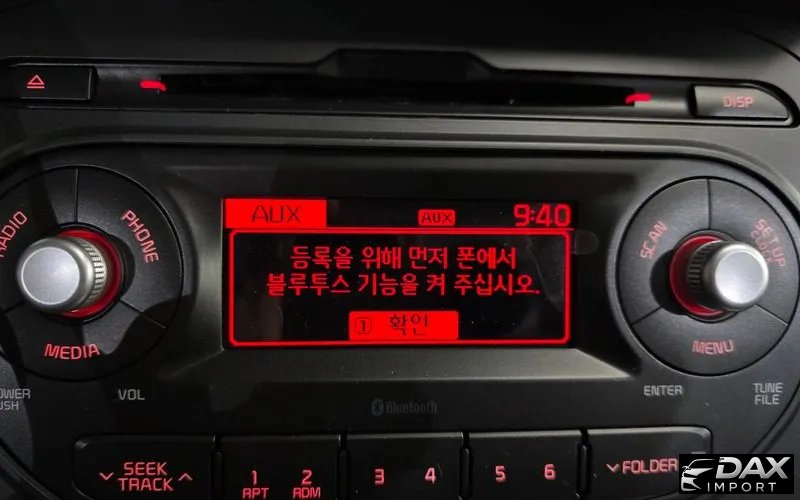 DISP
RADIO
PHONE
MEDIA
AUX
AUX
9:40
등록을 위해 먼저 폰에서
블루투스 기능을 켜 주십시오.
1 확인
SCAN
SETUP
CLOCK
MENU
VOL
ENTER
TUNE
FILE
Bluetooth
SEEK
TRACK
1
RPT
2
RDM
3
4
5
6
FOLDER
DAX
IMPORT